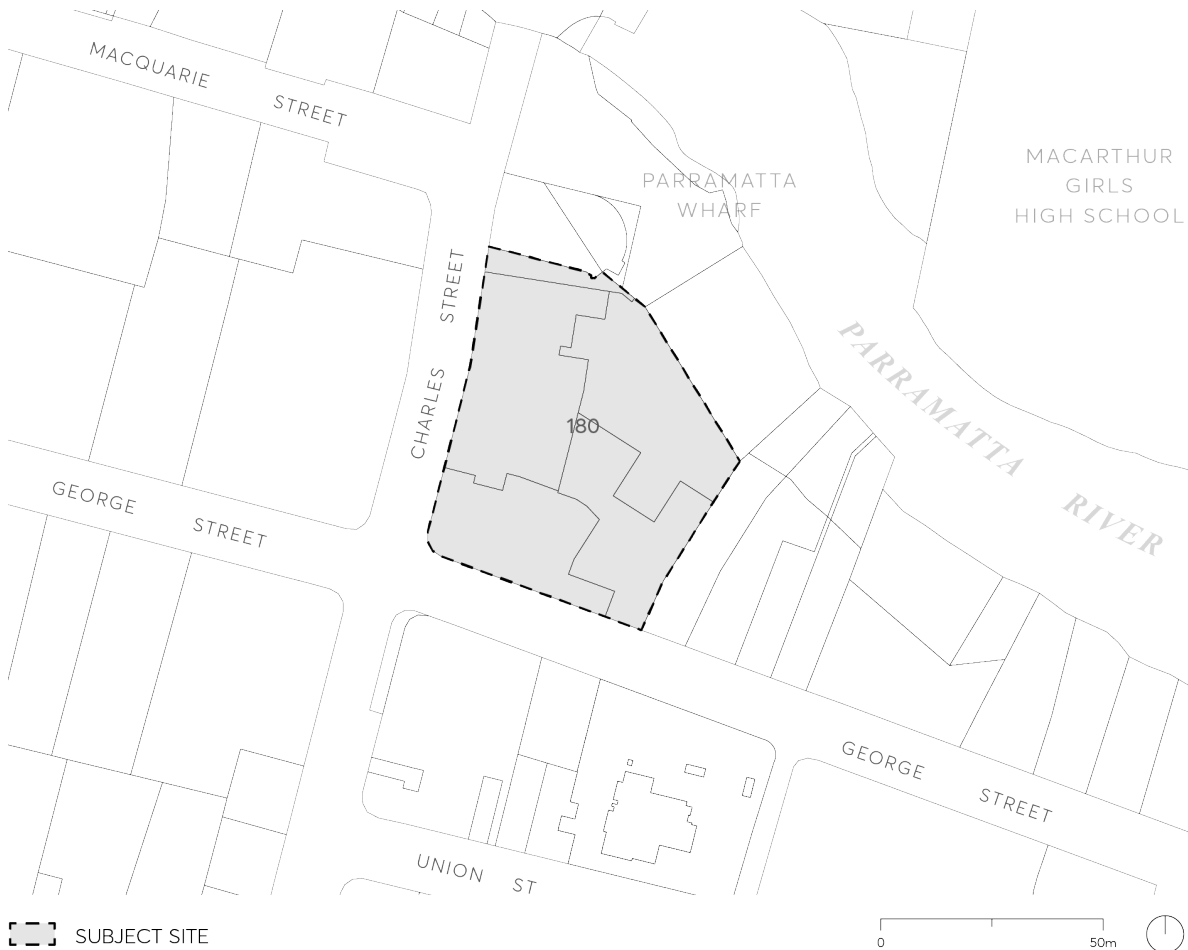 MACQUARIE STREET
MACARTHUR
GIRLS
HIGH SCHOOL
PARRAMATTA
WHARF
CHARLES STREET
PARRAMATTA RIVER
180
GEORGE STREET
GEORGE STREET
UNION ST
SUBJECT SITE
0 50m